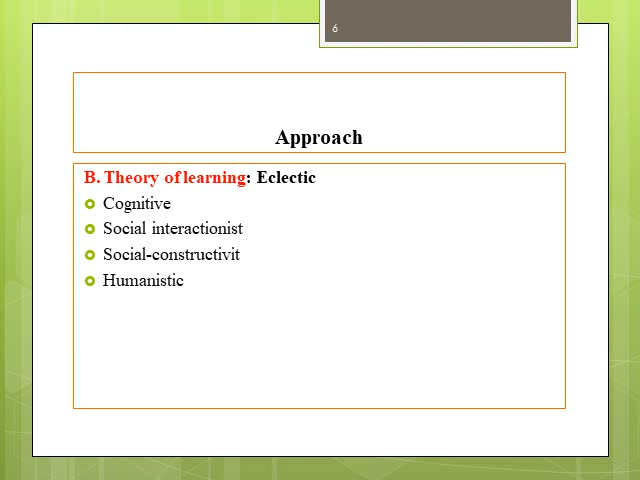 6
Approach
B. Theory of learning: Eclectic
Cognitive
Social interactionist
Social-constructivit
Humanistic